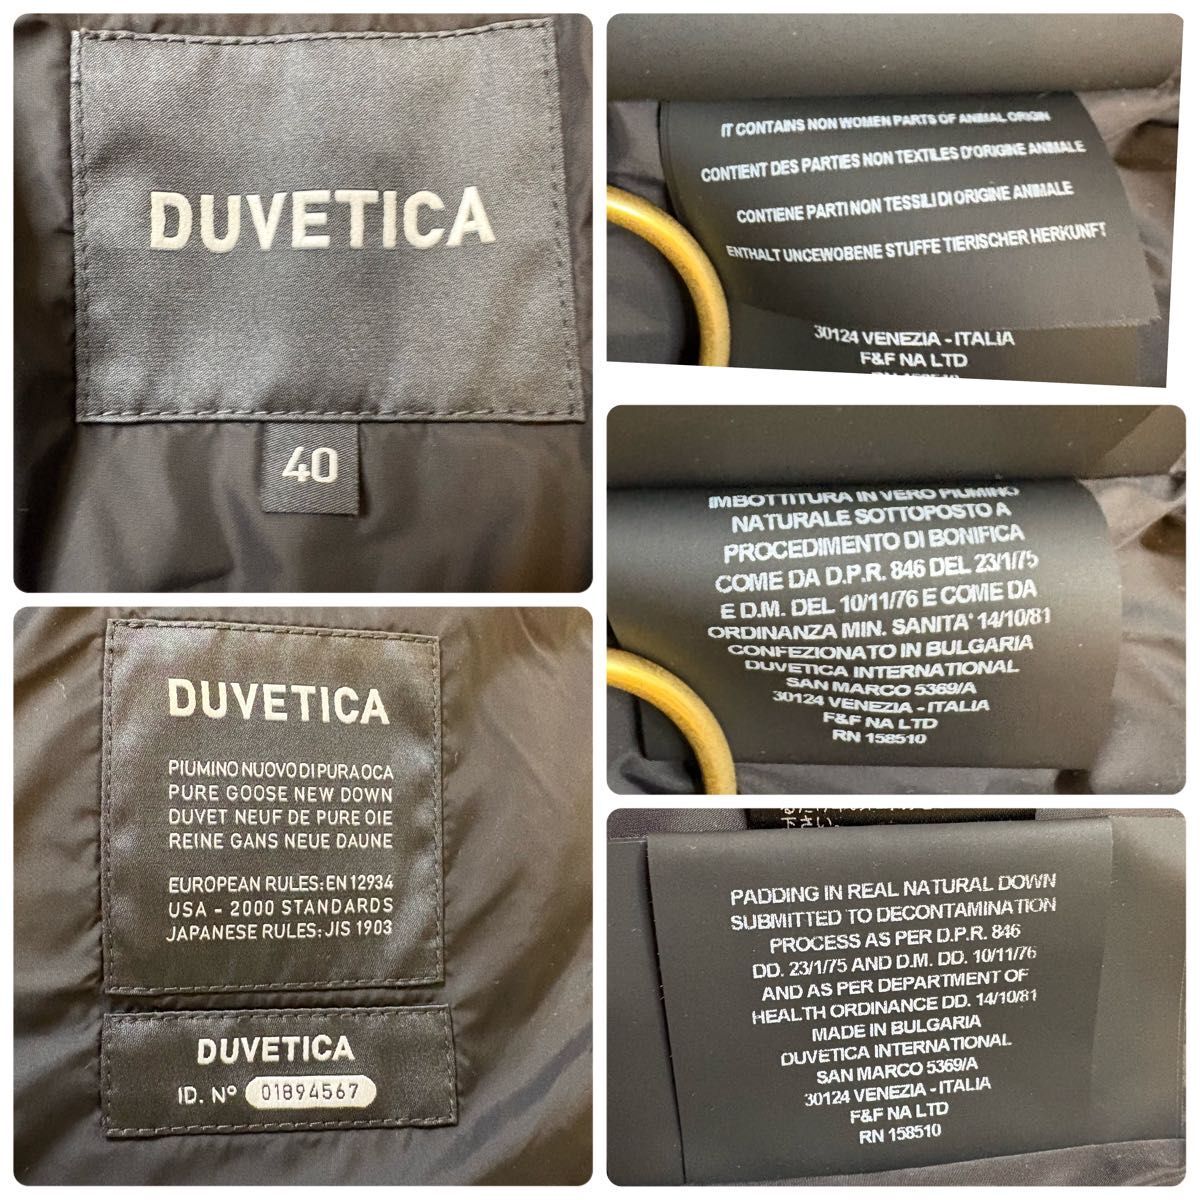 DUVETICA
40
DUVETICA
PIUMINO NUOVO DI PURA OCA
PURE GOOSE NEW DOWN
DUVET NEUF DE PURE OIE
REINE GANS NEUE DAUNE
EUROPEAN RULES: EN 12934
USA - 2000 STANDARDS
JAPANESE RULES: JIS 1903
DUVETICA
ID. Nº 01894567
IT CONTAINS NON WOMEN PARTS OF ANIMAL ORIGIN
CONTIENT DES PARTIES NON TEXTILES D'ORIGINE ANIMALE
CONTIENE PARTI NON TESSILI DI ORIGINE ANIMALE
ENTHALT UNCEWOBENE STUFFE TIERISCHER HERKUNFT
30124 VENEZIA - ITALIA
F&F NA LTD
IMBOTTITURA IN VERO PIUMINO
NATURALE SOTTOPOSTO A
PROCEDIMENTO DI BONIFICA
COME DA D.P.R. 846 DEL 23/1/75
E D.M. DEL 10/11/76 E COME DA
ORDINANZA MIN. SANITA' 14/10/81
CONFEZIONATO IN BULGARIA
DUVETICA INTERNATIONAL
SAN MARCO 5369/A
30124 VENEZIA - ITALIA
F&F NA LTD
RN 158510
PADDING IN REAL NATURAL DOWN
SUBMITTED TO DECONTAMINATION
PROCESS AS PER D.P.R. 846
DD. 23/1/75 AND D.M. DD. 10/11/76
AND AS PER DEPARTMENT OF
HEALTH ORDINANCE DD. 14/10/81
MADE IN BULGARIA
DUVETICA INTERNATIONAL
SAN MARCO 5369/A
30124 VENEZIA - ITALIA
F&F NA LTD
RN 158510